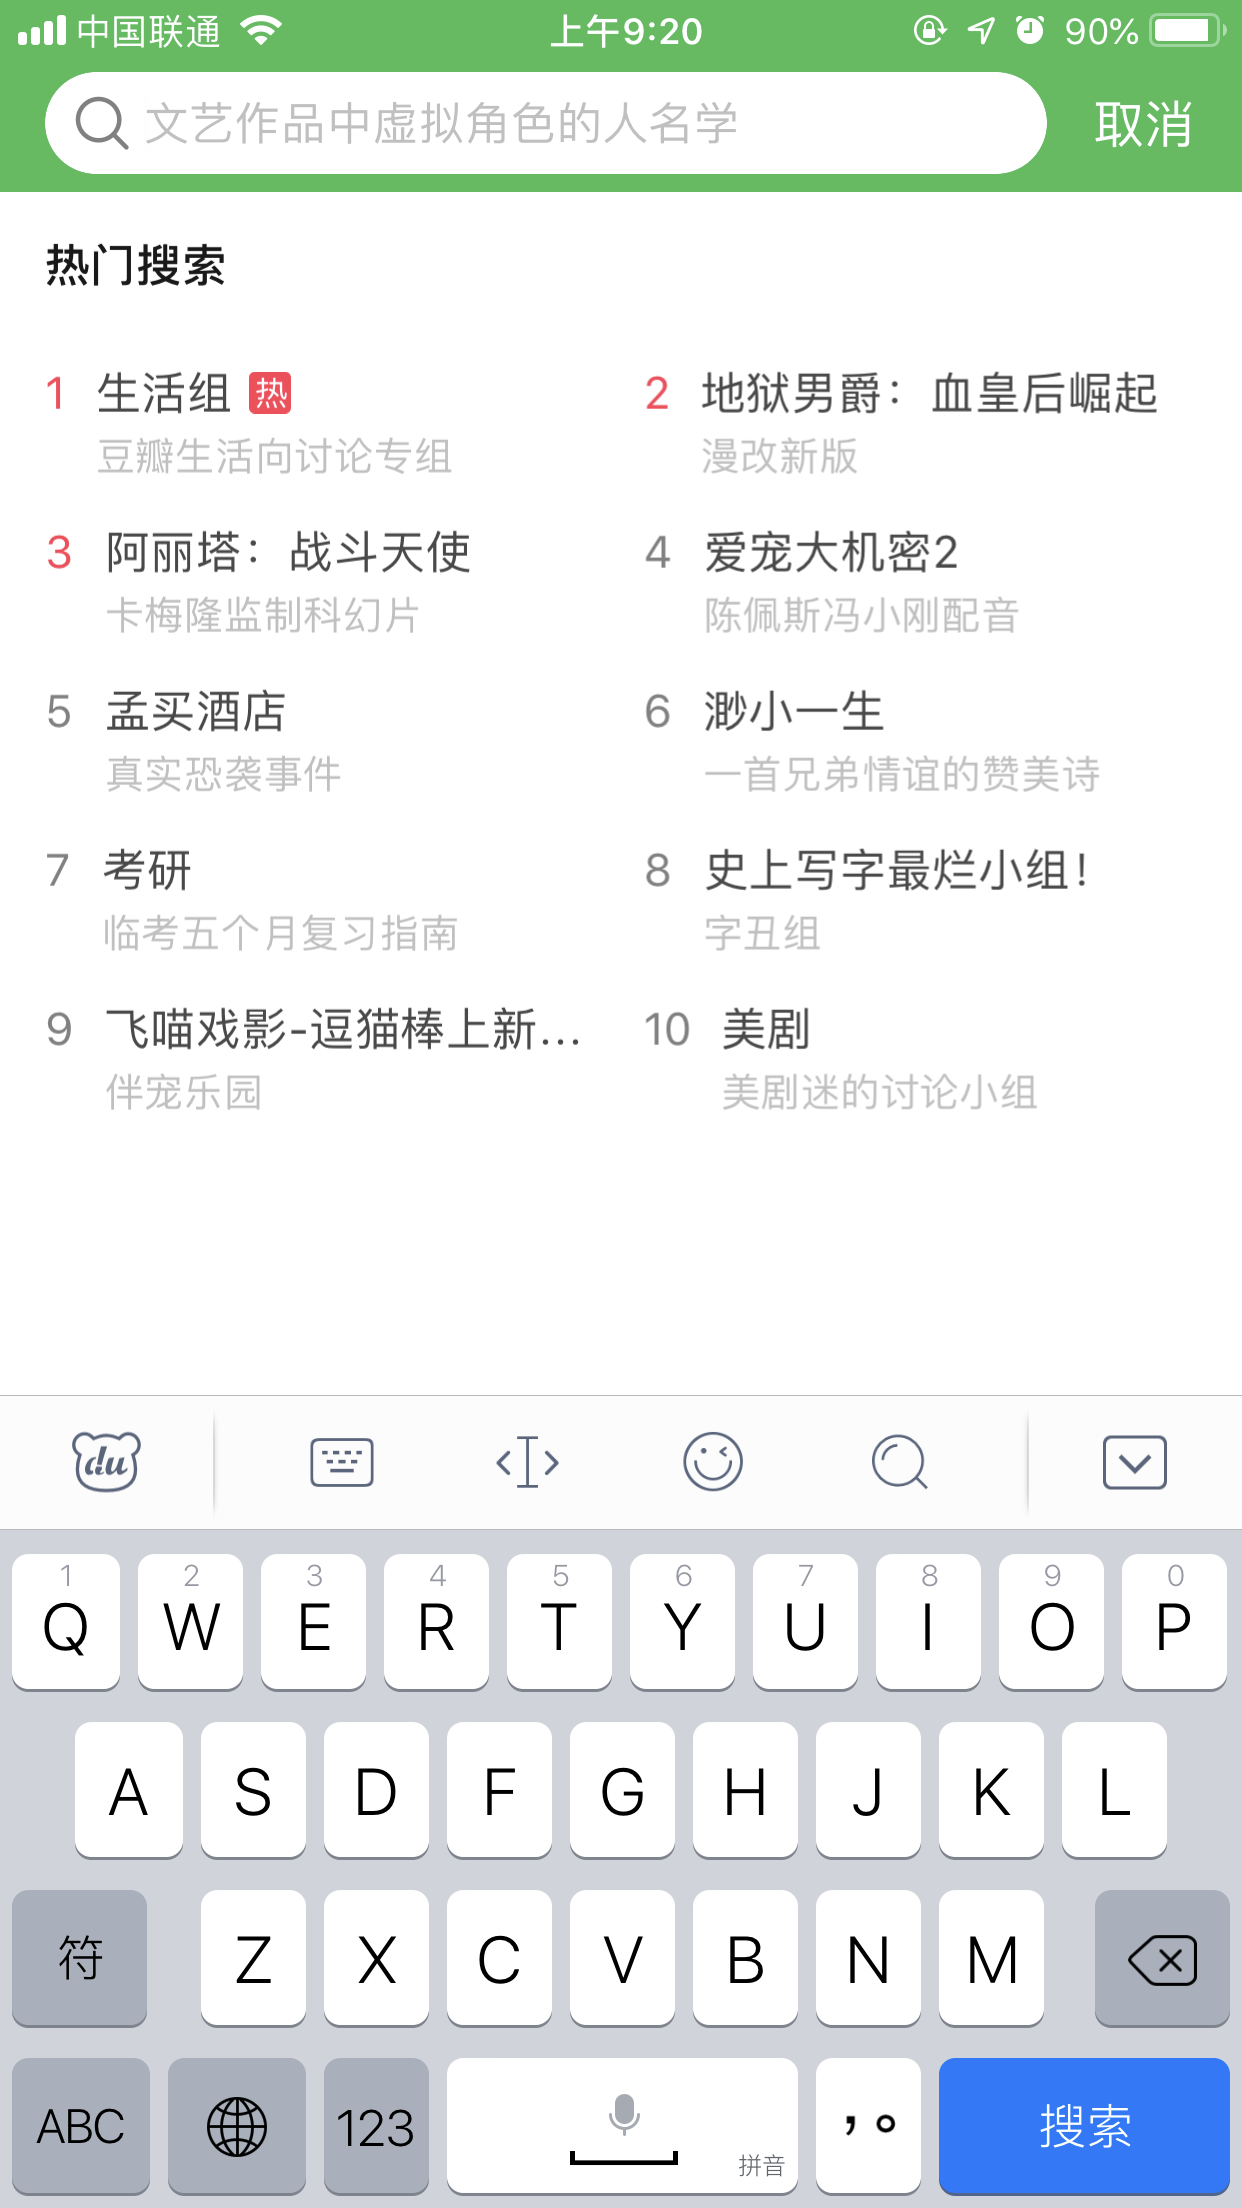 中国联通 上午9:20 90%
文艺作品中虚拟角色的人名学 取消
热门搜索
1 生活组 热
豆瓣生活向讨论专组
2 地狱男爵：血皇后崛起
漫改新版
3 阿丽塔：战斗天使
卡梅隆监制科幻片
4 爱宠大机密2
陈佩斯冯小刚配音
5 孟买酒店
真实恐袭事件
6 渺小一生
一首兄弟情谊的赞美诗
7 考研
临考五个月复习指南
8 史上写字最烂小组！
字丑组
9 飞喵戏影-逗猫棒上新...
伴宠乐园
10 美剧
美剧迷的讨论小组
du
1 2 3 4 5 6 7 8 9 0
Q W E R T Y U I O P
A S D F G H J K L
符 Z X C V B N M
ABC 123 拼音 ，。 搜索